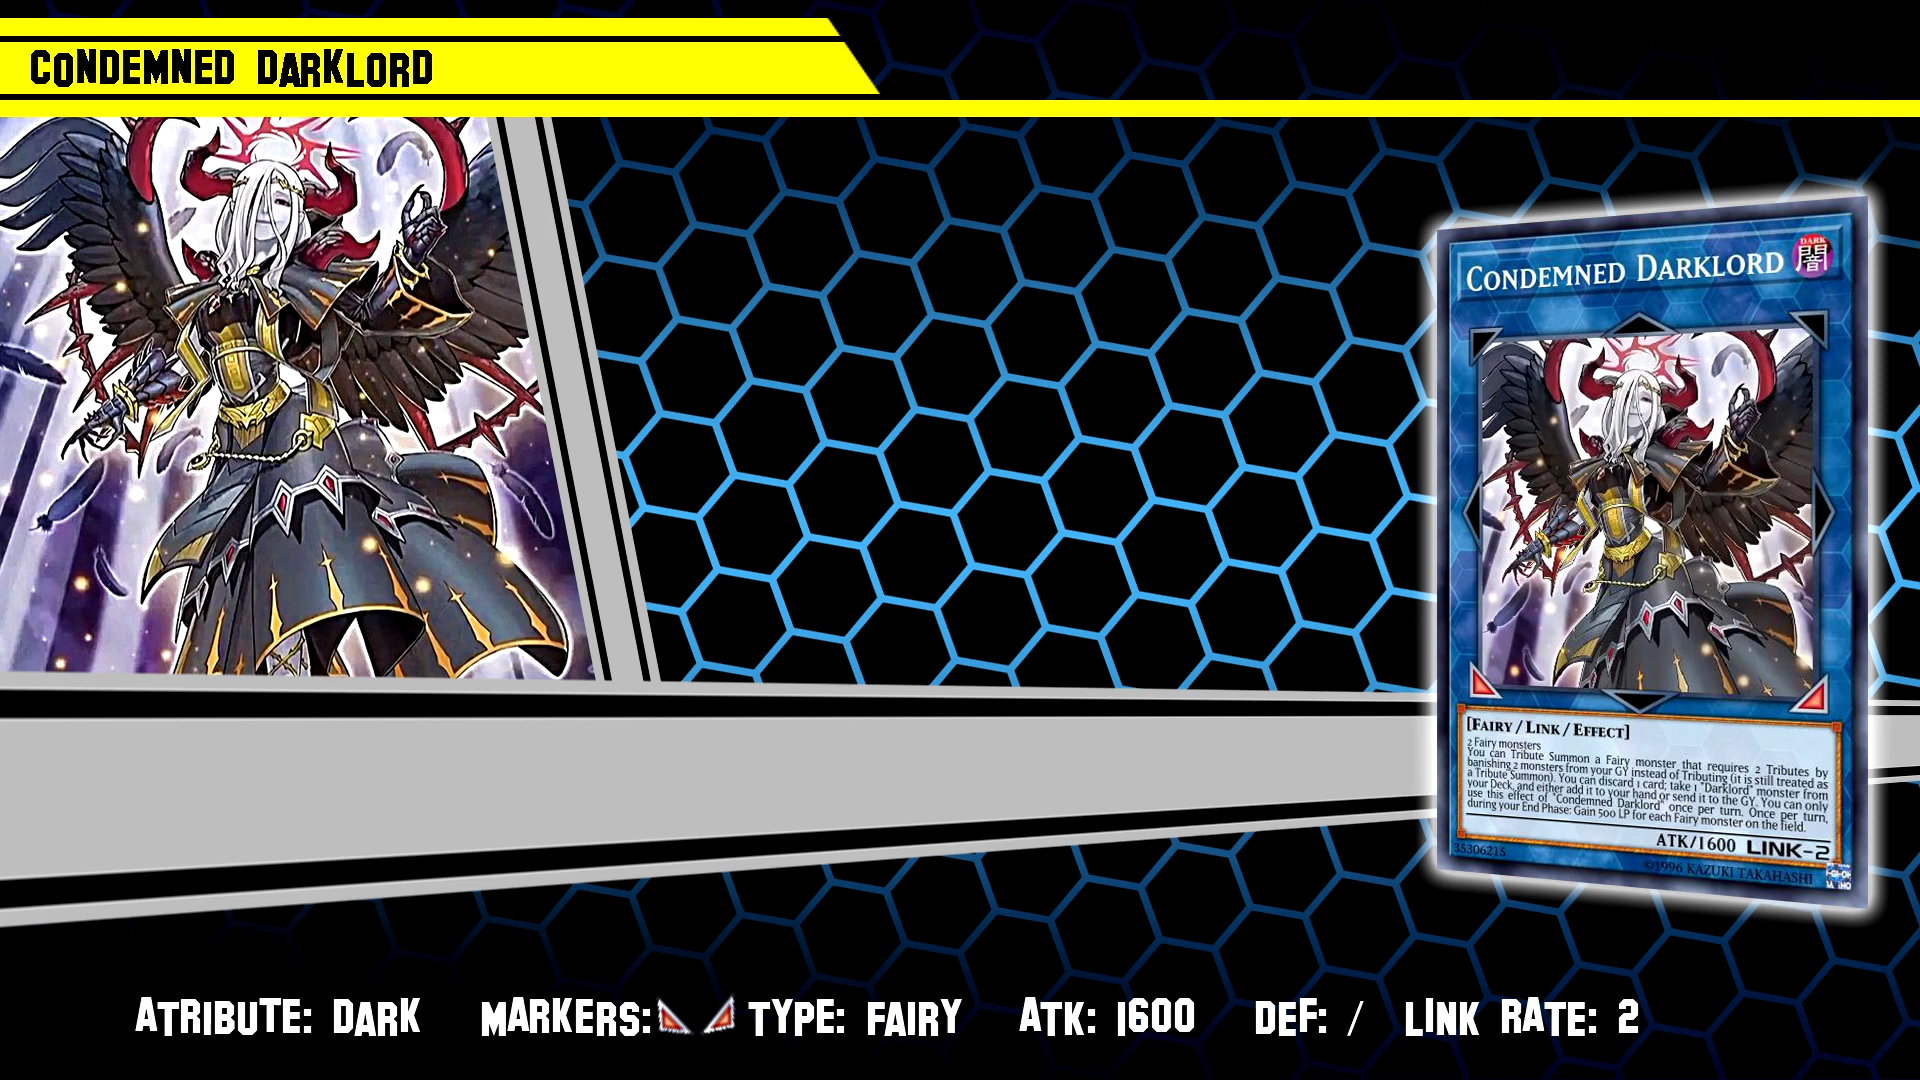 CONDEMNED DARKLORD
CONDEMNED DARKLORD
DARK
闇
[FAIRY / LINK / EFFECT]
2 Fairy monsters
You can Tribute Summon a Fairy monster that requires 2 Tributes by
banishing 2 monsters from your GY instead of Tributing (it is still treated as
a Tribute Summon). You can discard 1 card; take 1 "Darklord" monster from
your Deck, and either add it to your hand or send it to the GY. You can only
use this effect of "Condemned Darklord" once per turn. Once per turn,
during your End Phase: Gain 500 LP for each Fairy monster on the field.
ATK/1600 LINK-2
35306215
©1996 KAZUKI TAKAHASHI
ATRIBUTE: DARK MARKERS: TYPE: FAIRY ATK: 1600 DEF: / LINK RATE: 2